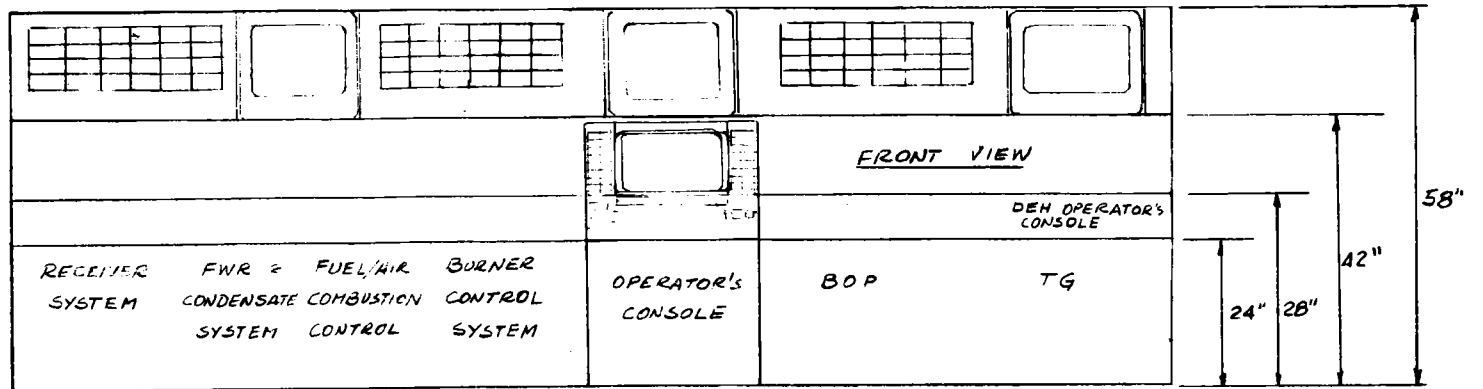 FRONT VIEW
DEH OPERATOR'S
CONSOLE
RECEIVER
SYSTEM
FWR &
CONDENSATE
SYSTEM
FUEL/AIR
COMBUSTION
CONTROL
BURNER
CONTROL
SYSTEM
OPERATOR'S
CONSOLE
BOP
TG
24"
28"
42"
58"